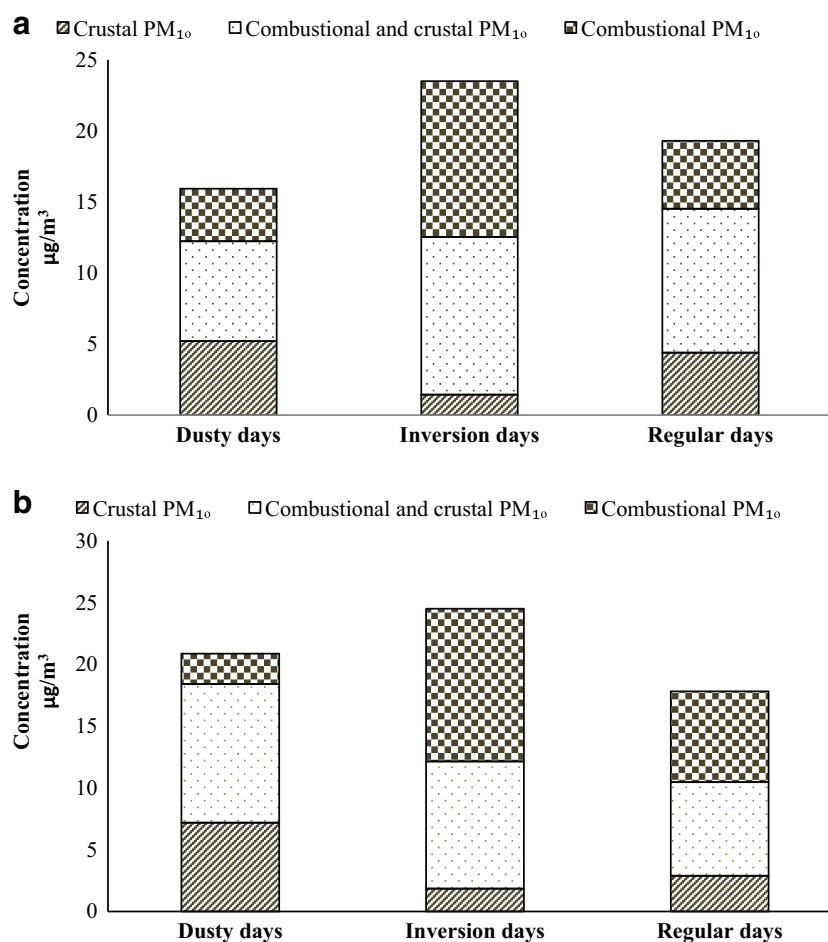 a
Crustal PM₁₀ Combustional and crustal PM₁₀ Combustional PM₁₀
25
20
15
10
5
0
Concentration
µg/m³
Dusty days Inversion days Regular days
b
Crustal PM₁₀ Combustional and crustal PM₁₀ Combustional PM₁₀
30
25
20
15
10
5
0
Concentration
µg/m³
Dusty days Inversion days Regular days